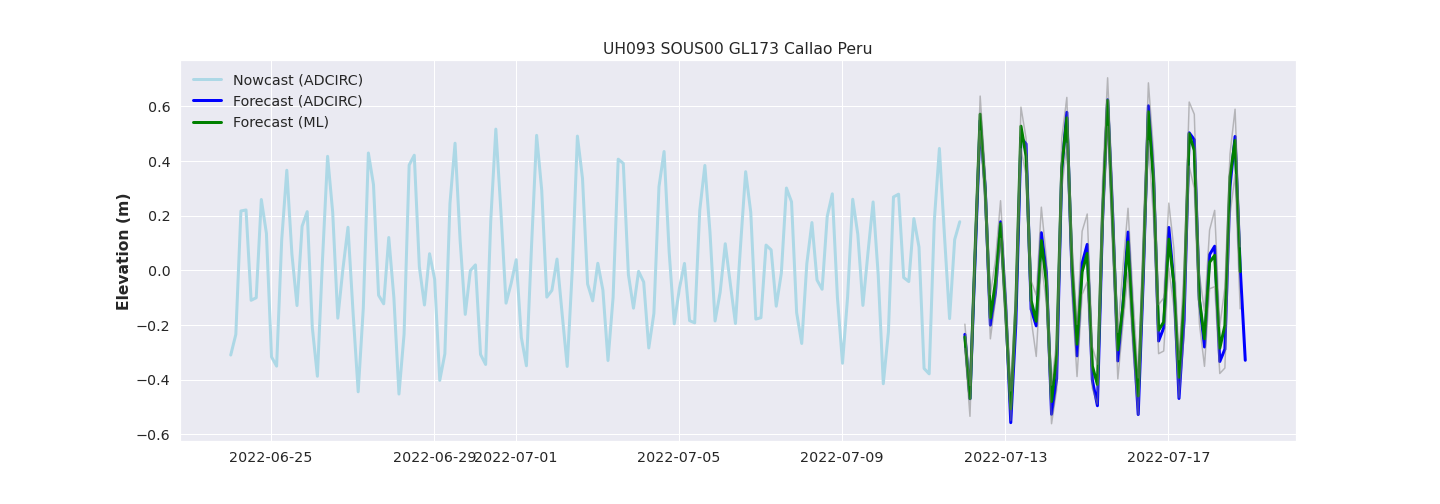 UH093 SOUS00 GL173 Callao Peru
Nowcast (ADCIRC)
Forecast (ADCIRC)
Forecast (ML)
Elevation (m)
0.6
0.4
0.2
0.0
−0.2
−0.4
−0.6
2022-06-25 2022-06-29 2022-07-01 2022-07-05 2022-07-09 2022-07-13 2022-07-17